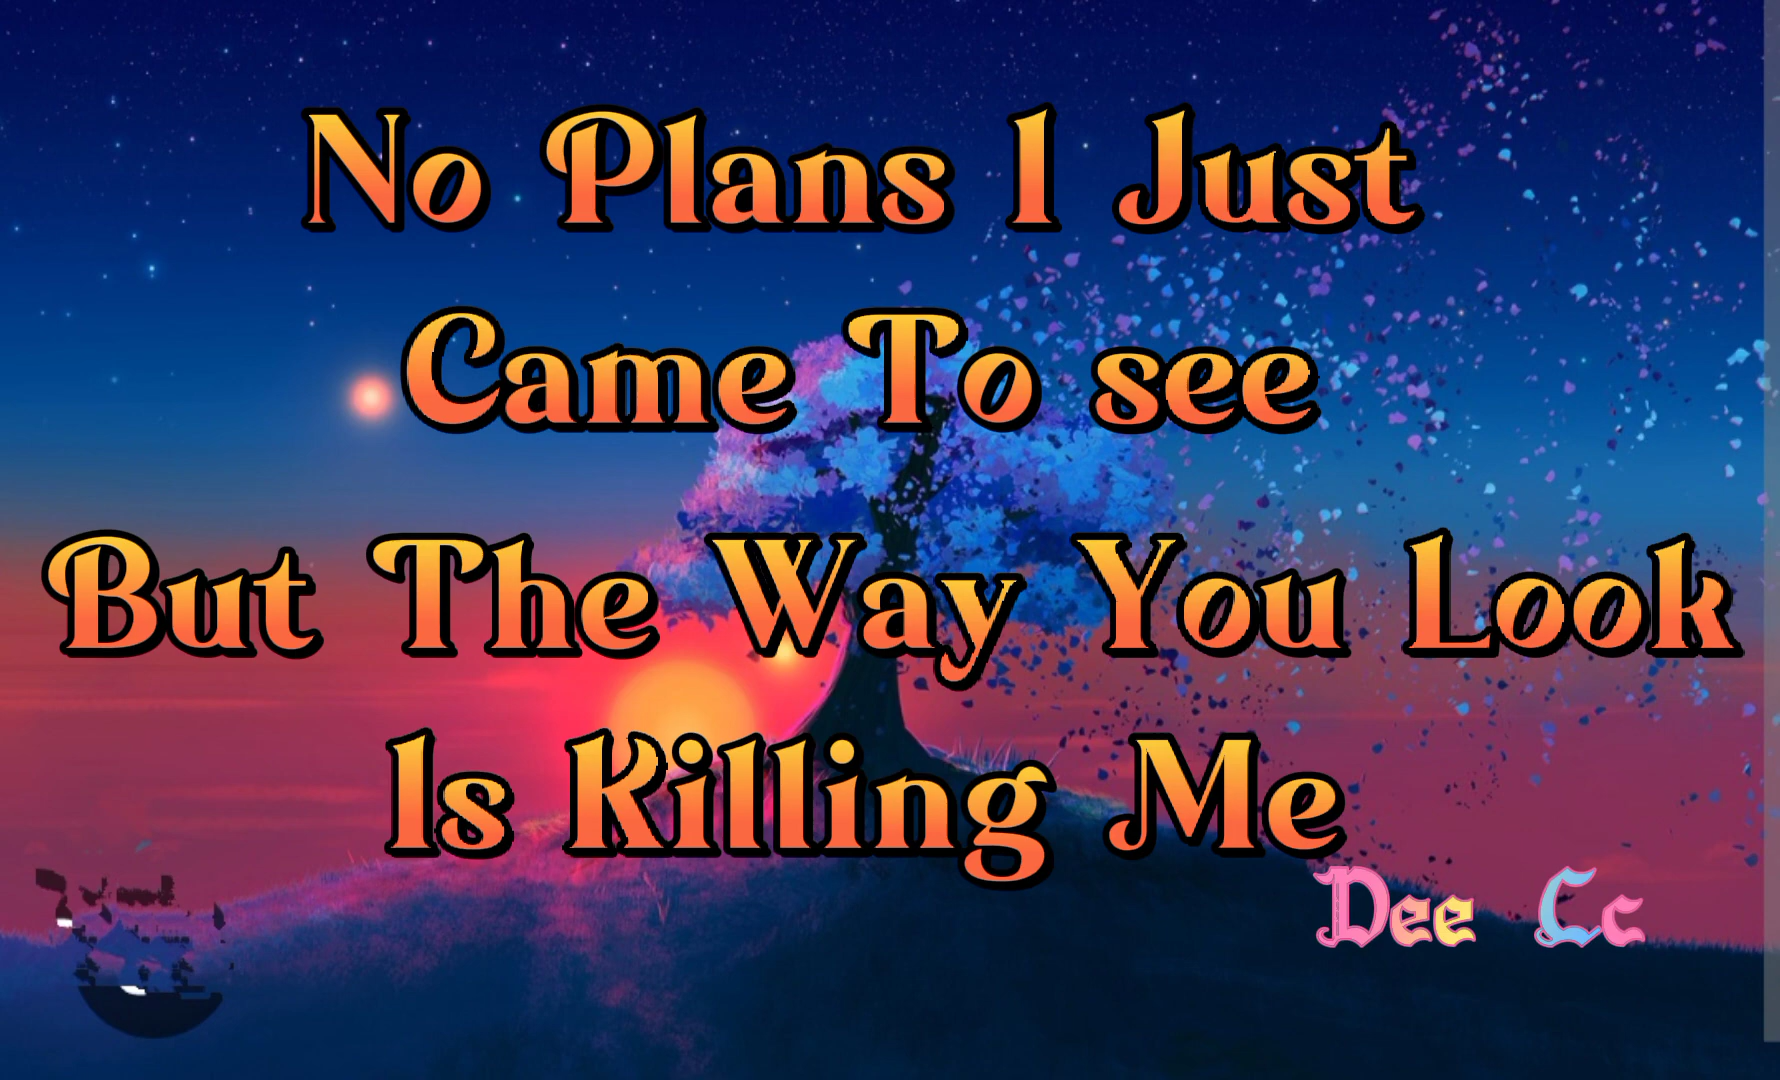 No Plans I Just
Came To see
But The Way You Look
Is Killing Me
Dee Cc